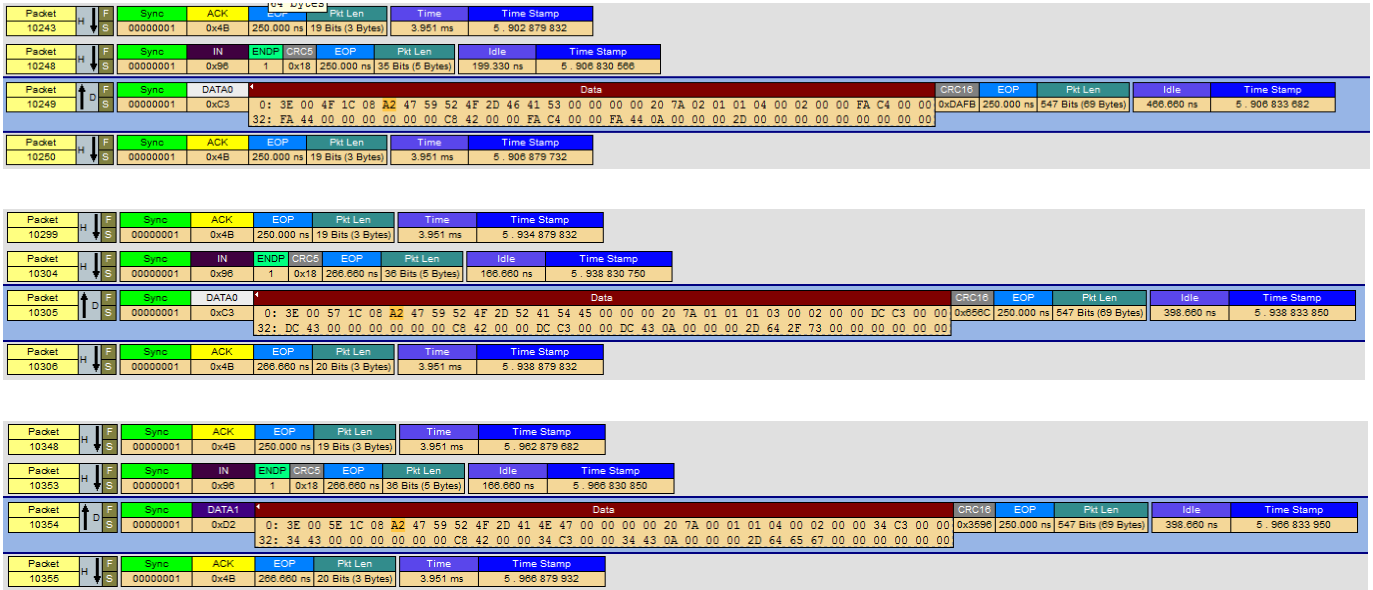 64 bytes
Packet H F Sync ACK EOP Pkt Len Time Time Stamp
10243 S 00000001 0x4B 250.000 ns 19 Bits (3 Bytes) 3.951 ms 5 . 902 879 832
Packet H F Sync IN ENDP CRC5 EOP Pkt Len Idle Time Stamp
10248 S 00000001 0x96 1 0x18 250.000 ns 35 Bits (5 Bytes) 199.330 ns 5 . 906 830 566
Packet D F Sync DATA0 Data CRC16 EOP Pkt Len Idle Time Stamp
10249 S 00000001 0xC3 0: 3E 00 4F 1C 08 A2 47 59 52 4F 2D 46 41 53 00 00 00 00 20 7A 02 01 01 04 00 02 00 00 FA C4 00 00 0xDAFB 250.000 ns 547 Bits (69 Bytes) 466.660 ns 5 . 906 833 682
32: FA 44 00 00 00 00 00 00 C8 42 00 00 FA C4 00 00 FA 44 0A 00 00 00 2D 00 00 00 00 00 00 00 00 00
Packet H F Sync ACK EOP Pkt Len Time Time Stamp
10250 S 00000001 0x4B 250.000 ns 19 Bits (3 Bytes) 3.951 ms 5 . 906 879 732
Packet H F Sync ACK EOP Pkt Len Time Time Stamp
10299 S 00000001 0x4B 250.000 ns 19 Bits (3 Bytes) 3.951 ms 5 . 934 879 832
Packet H F Sync IN ENDP CRC5 EOP Pkt Len Idle Time Stamp
10304 S 00000001 0x96 1 0x18 266.660 ns 36 Bits (5 Bytes) 166.660 ns 5 . 938 830 750
Packet D F Sync DATA0 Data CRC16 EOP Pkt Len Idle Time Stamp
10305 S 00000001 0xC3 0: 3E 00 57 1C 08 A2 47 59 52 4F 2D 52 41 54 45 00 00 00 20 7A 01 01 01 03 00 02 00 00 DC C3 00 00 0x656C 250.000 ns 547 Bits (69 Bytes) 398.660 ns 5 . 938 833 850
32: DC 43 00 00 00 00 00 00 C8 42 00 00 DC C3 00 00 DC 43 0A 00 00 00 2D 64 2F 73 00 00 00 00 00 00
Packet H F Sync ACK EOP Pkt Len Time Time Stamp
10306 S 00000001 0x4B 266.660 ns 20 Bits (3 Bytes) 3.951 ms 5 . 938 879 832
Packet H F Sync ACK EOP Pkt Len Time Time Stamp
10348 S 00000001 0x4B 250.000 ns 19 Bits (3 Bytes) 3.951 ms 5 . 962 879 682
Packet H F Sync IN ENDP CRC5 EOP Pkt Len Idle Time Stamp
10353 S 00000001 0x96 1 0x18 266.660 ns 36 Bits (5 Bytes) 166.660 ns 5 . 966 830 850
Packet D F Sync DATA1 Data CRC16 EOP Pkt Len Idle Time Stamp
10354 S 00000001 0xD2 0: 3E 00 5E 1C 08 A2 47 59 52 4F 2D 41 4E 47 00 00 00 00 20 7A 00 01 01 04 00 02 00 00 34 C3 00 00 0x3596 250.000 ns 547 Bits (69 Bytes) 398.660 ns 5 . 966 833 950
32: 34 43 00 00 00 00 00 00 C8 42 00 00 34 C3 00 00 34 43 0A 00 00 00 2D 64 65 67 00 00 00 00 00 00
Packet H F Sync ACK EOP Pkt Len Time Time Stamp
10355 S 00000001 0x4B 266.660 ns 20 Bits (3 Bytes) 3.951 ms 5 . 966 879 932